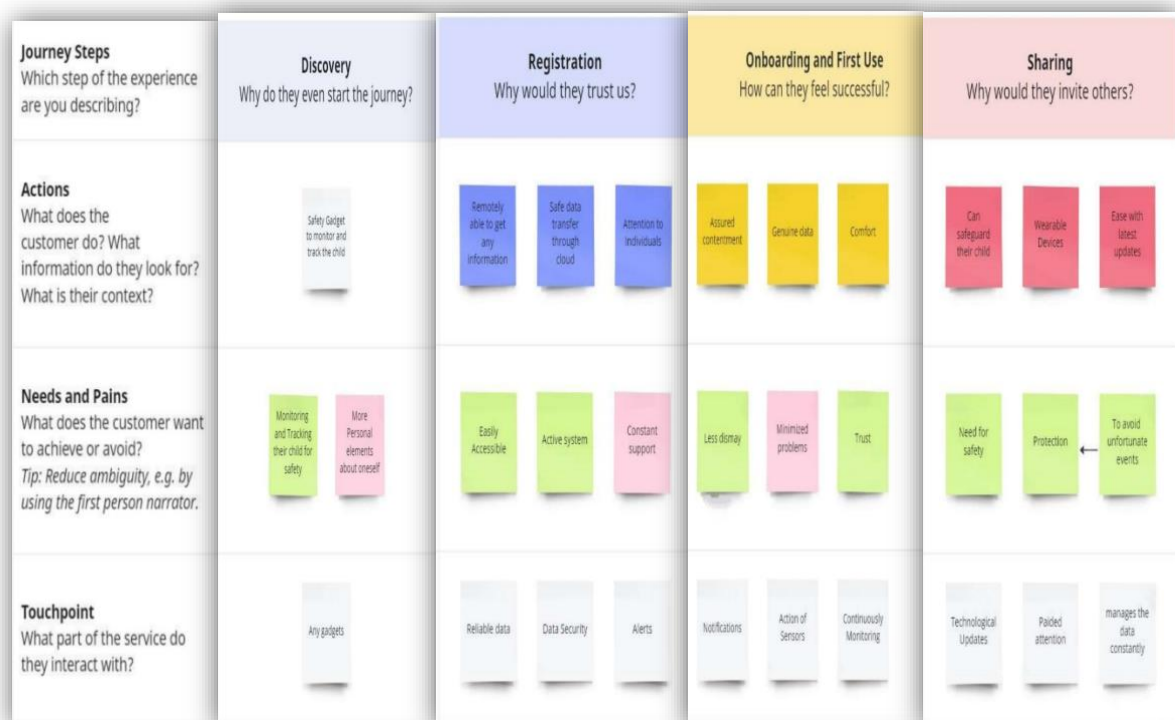 Journey Steps
Which step of the experience
are you describing?
Discovery
Why do they even start the journey?
Registration
Why would they trust us?
Onboarding and First Use
How can they feel successful?
Sharing
Why would they invite others?
Actions
What does the
customer do? What
information do they look for?
What is their context?
Safety Gadget
to monitor and
track the child
Remotely
able to get
any
information
Safe data
transfer
through
cloud
Attention to
Individuals
Assured
contentment
Genuine data
Comfort
Can
safeguard
their child
Wearable
Devices
Ease with
latest
updates
Needs and Pains
What does the customer want
to achieve or avoid?
Tip: Reduce ambiguity, e.g. by
using the first person narrator.
Monitoring
and Tracking
their child for
safety
More
Personal
elements
about oneself
Easily
Accessible
Active system
Constant
support
Less dismay
Minimized
problems
Trust
Need for
safety
Protection
To avoid
unfortunate
events
Touchpoint
What part of the service do
they interact with?
Any gadgets
Reliable data
Data Security
Alerts
Notifications
Action of
Sensors
Continuously
Monitoring
Technological
Updates
Paided
attention
manages the
data
constantly